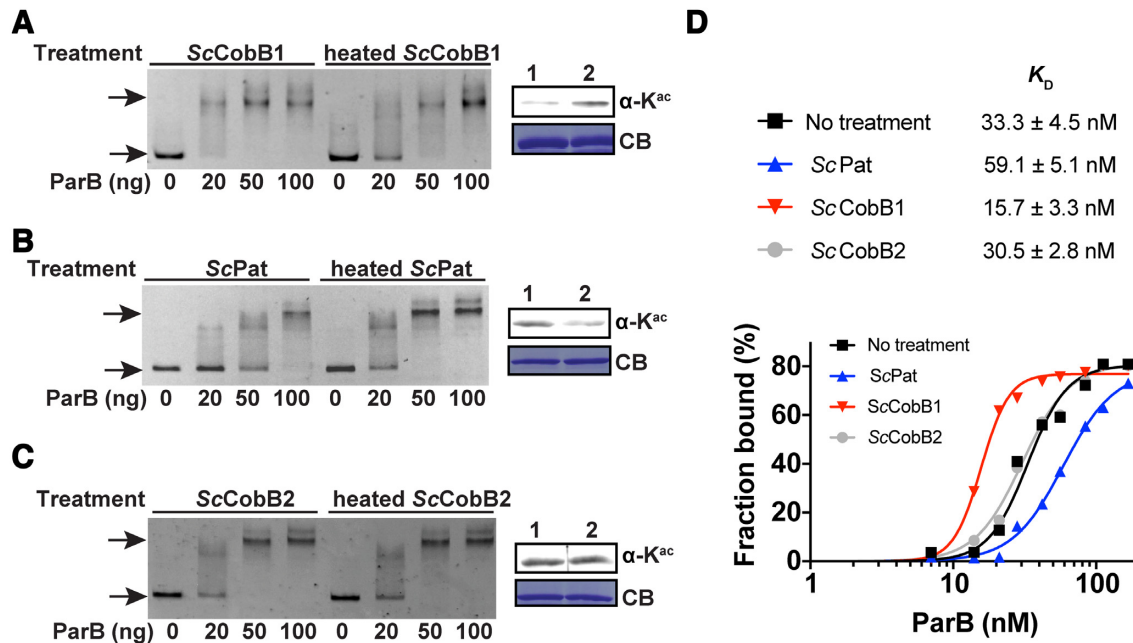 A
Treatment ScCobB1 heated ScCobB1
ParB (ng) 0 20 50 100 0 20 50 100
1 2
α-Kᵃᶜ
CB
B
Treatment ScPat heated ScPat
ParB (ng) 0 20 50 100 0 20 50 100
1 2
α-Kᵃᶜ
CB
C
Treatment ScCobB2 heated ScCobB2
ParB (ng) 0 20 50 100 0 20 50 100
1 2
α-Kᵃᶜ
CB
D
KD
No treatment 33.3 ± 4.5 nM
ScPat 59.1 ± 5.1 nM
ScCobB1 15.7 ± 3.3 nM
ScCobB2 30.5 ± 2.8 nM
No treatment
ScPat
ScCobB1
ScCobB2
Fraction bound (%)
80
60
40
20
0
1 10 100
ParB (nM)